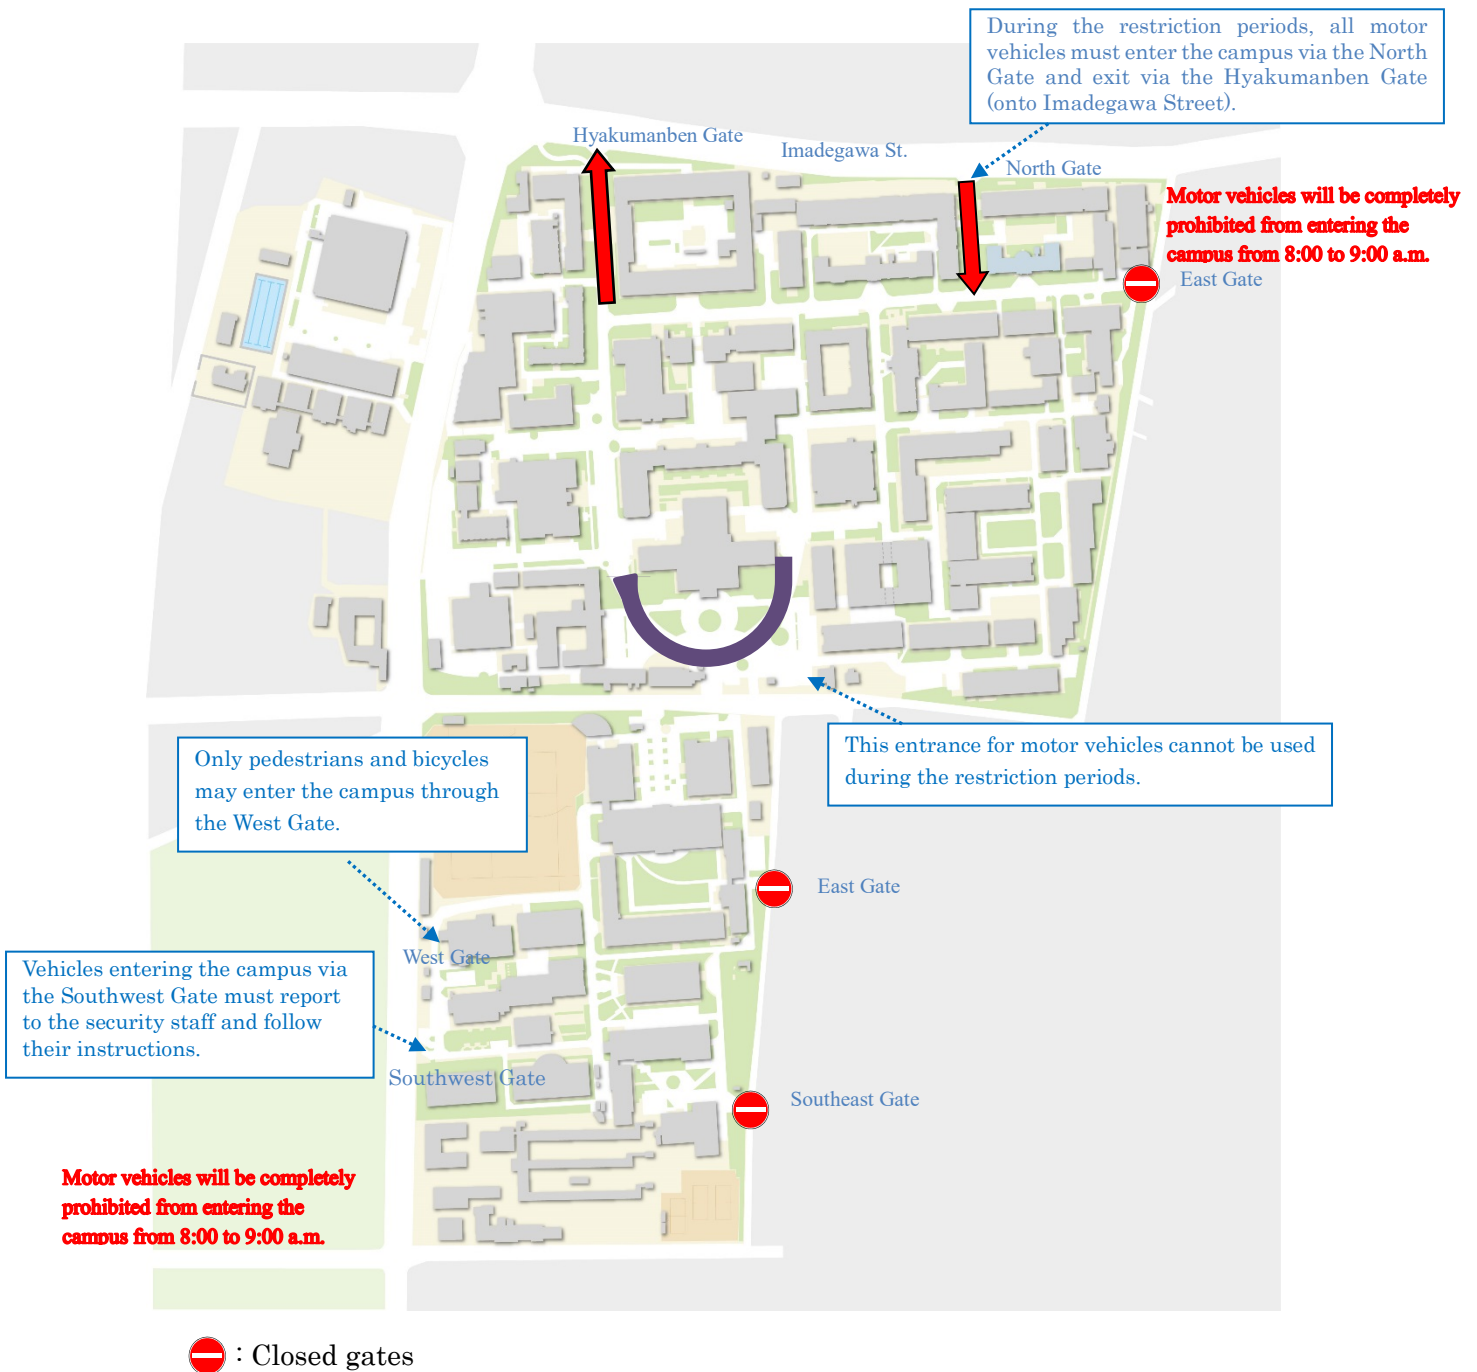 During the restriction periods, all motor
vehicles must enter the campus via the North
Gate and exit via the Hyakumanben Gate
(onto Imadegawa Street).
Hyakumanben Gate
Imadegawa St.
North Gate
Motor vehicles will be completely
prohibited from entering the
campus from 8:00 to 9:00 a.m.
East Gate
This entrance for motor vehicles cannot be used
during the restriction periods.
Only pedestrians and bicycles
may enter the campus through
the West Gate.
East Gate
West Gate
Vehicles entering the campus via
the Southwest Gate must report
to the security staff and follow
their instructions.
Southwest Gate
Southeast Gate
Motor vehicles will be completely
prohibited from entering the
campus from 8:00 to 9:00 a.m.
: Closed gates